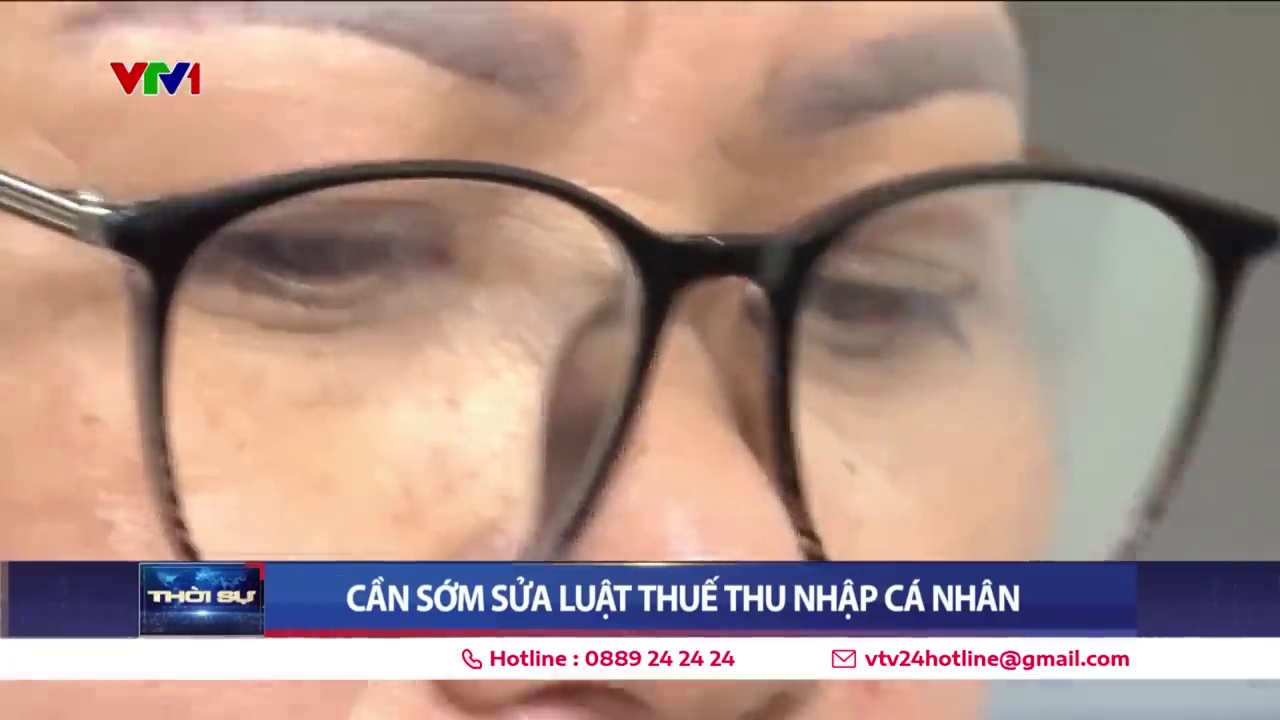 VTV1
THỜI SỰ
CẦN SỚM SỬA LUẬT THUẾ THU NHẬP CÁ NHÂN
Hotline : 0889 24 24 24
vtv24hotline@gmail.com